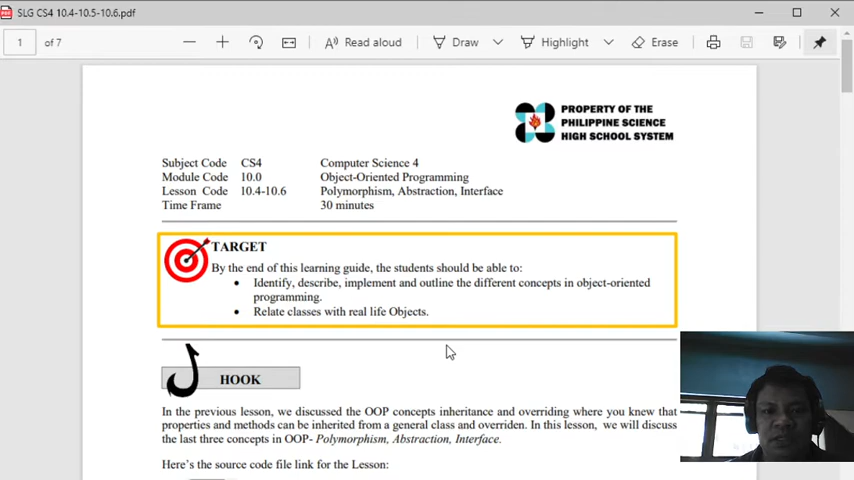 SLG CS4 10.4-10.5-10.6.pdf
1 of 7 Read aloud Draw Highlight Erase
PROPERTY OF THE
PHILIPPINE SCIENCE
HIGH SCHOOL SYSTEM
Subject Code CS4 Computer Science 4
Module Code 10.0 Object-Oriented Programming
Lesson Code 10.4-10.6 Polymorphism, Abstraction, Interface
Time Frame 30 minutes
TARGET
By the end of this learning guide, the students should be able to:
• Identify, describe, implement and outline the different concepts in object-oriented
programming.
• Relate classes with real life Objects.
HOOK
In the previous lesson, we discussed the OOP concepts inheritance and overriding where you knew that
properties and methods can be inherited from a general class and overriden. In this lesson, we will discuss
the last three concepts in OOP- Polymorphism, Abstraction, Interface.
Here's the source code file link for the Lesson: